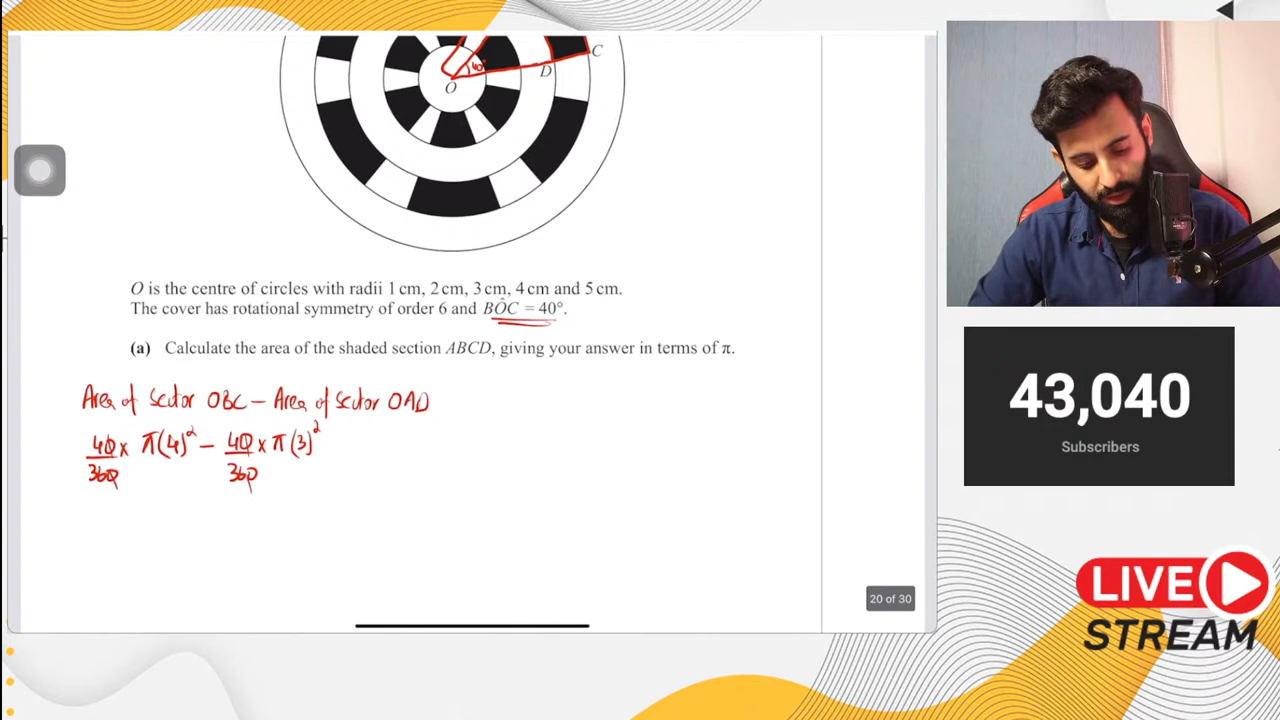 40°
C
D
O
O is the centre of circles with radii 1 cm, 2 cm, 3 cm, 4 cm and 5 cm.
The cover has rotational symmetry of order 6 and BÔC = 40°.
(a) Calculate the area of the shaded section ABCD, giving your answer in terms of π.
Area of Sector OBC – Area of Sector OAD
40/360 × π(4)² – 40/360 × π(3)²
20 of 30
43,040
Subscribers
LIVE
STREAM